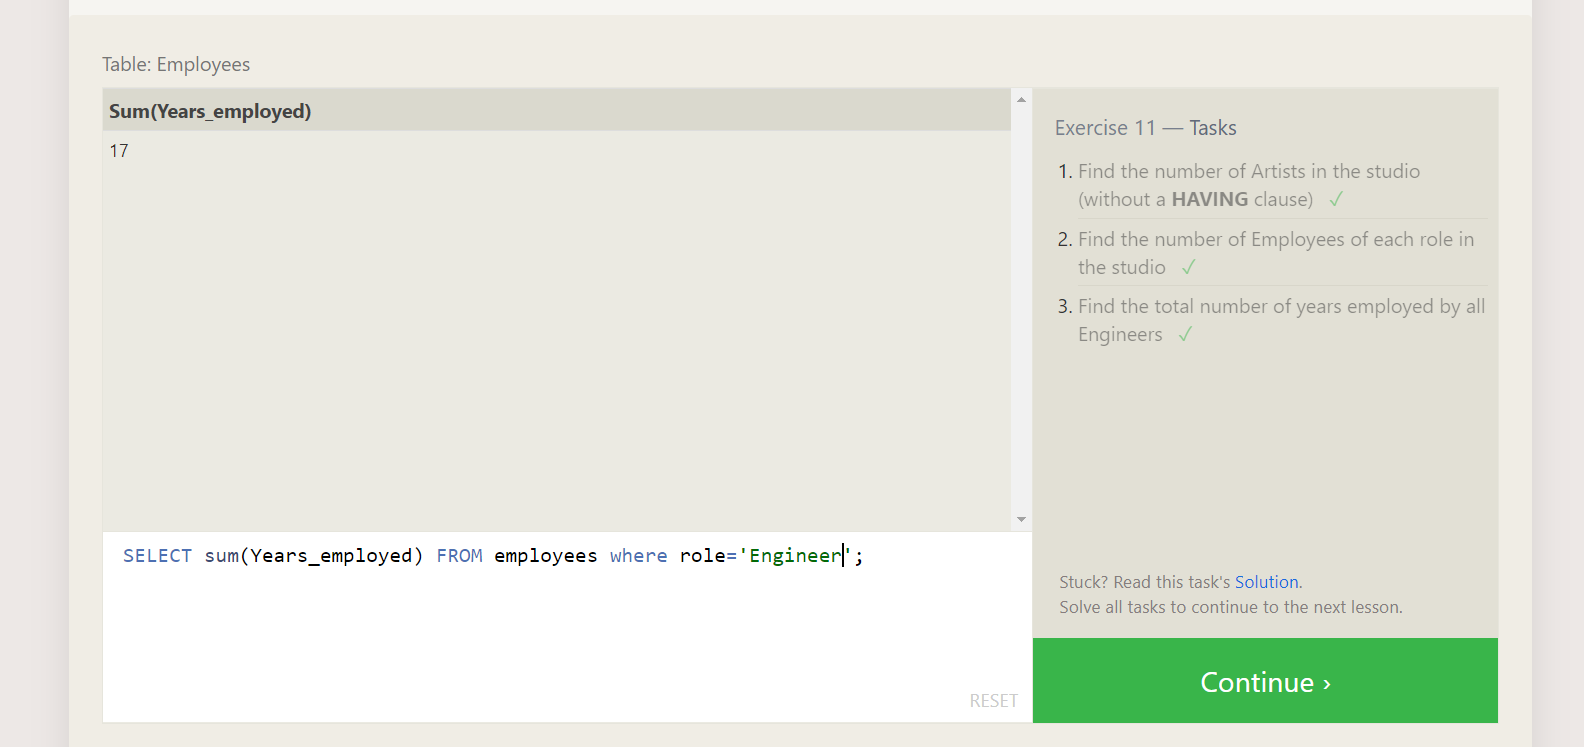 Table: Employees
Sum(Years_employed)
17
SELECT sum(Years_employed) FROM employees where role='Engineer';
RESET
Exercise 11 — Tasks
1. Find the number of Artists in the studio
(without a HAVING clause) ✓
2. Find the number of Employees of each role in
the studio ✓
3. Find the total number of years employed by all
Engineers ✓
Stuck? Read this task's Solution.
Solve all tasks to continue to the next lesson.
Continue ›